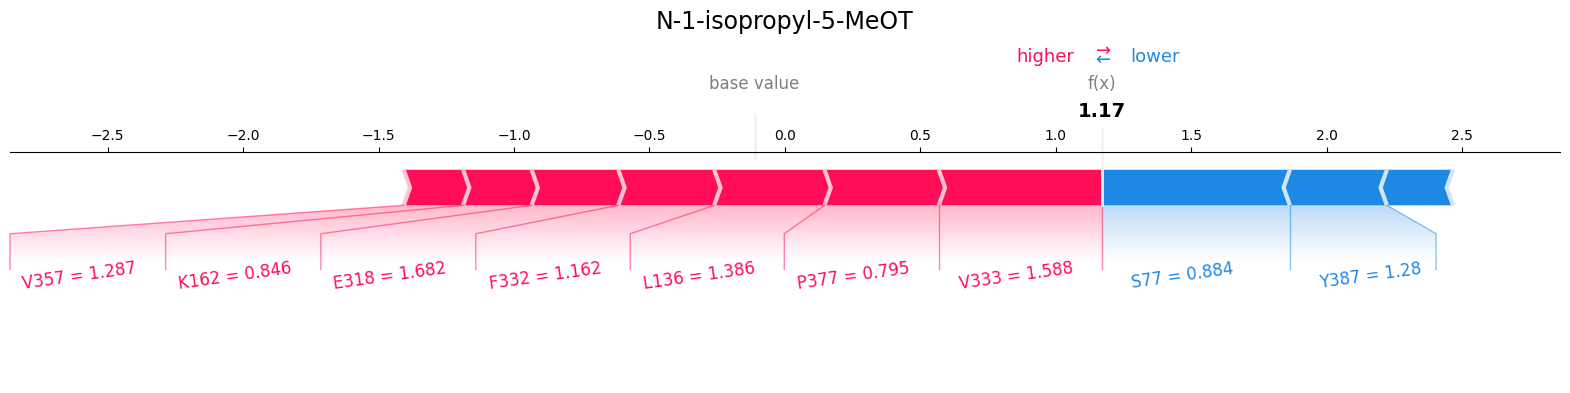 N-1-isopropyl-5-MeOT
higher ⇄ lower
base value f(x)
1.17
−2.5 −2.0 −1.5 −1.0 −0.5 0.0 0.5 1.0 1.5 2.0 2.5
V357 = 1.287 K162 = 0.846 E318 = 1.682 F332 = 1.162 L136 = 1.386 P377 = 0.795 V333 = 1.588 S77 = 0.884 Y387 = 1.28